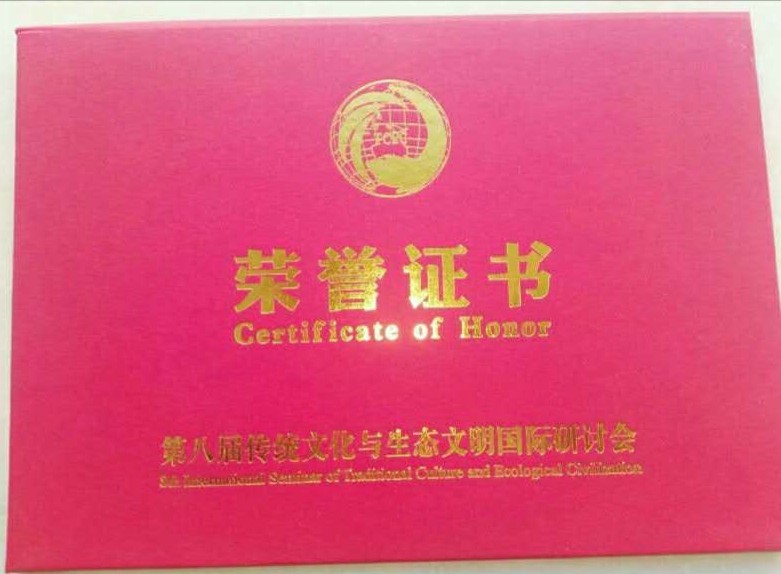 荣誉证书
Certificate of Honor
第八届传统文化与生态文明国际研讨会
8th International Seminar of Traditional Culture and Ecological Civilization